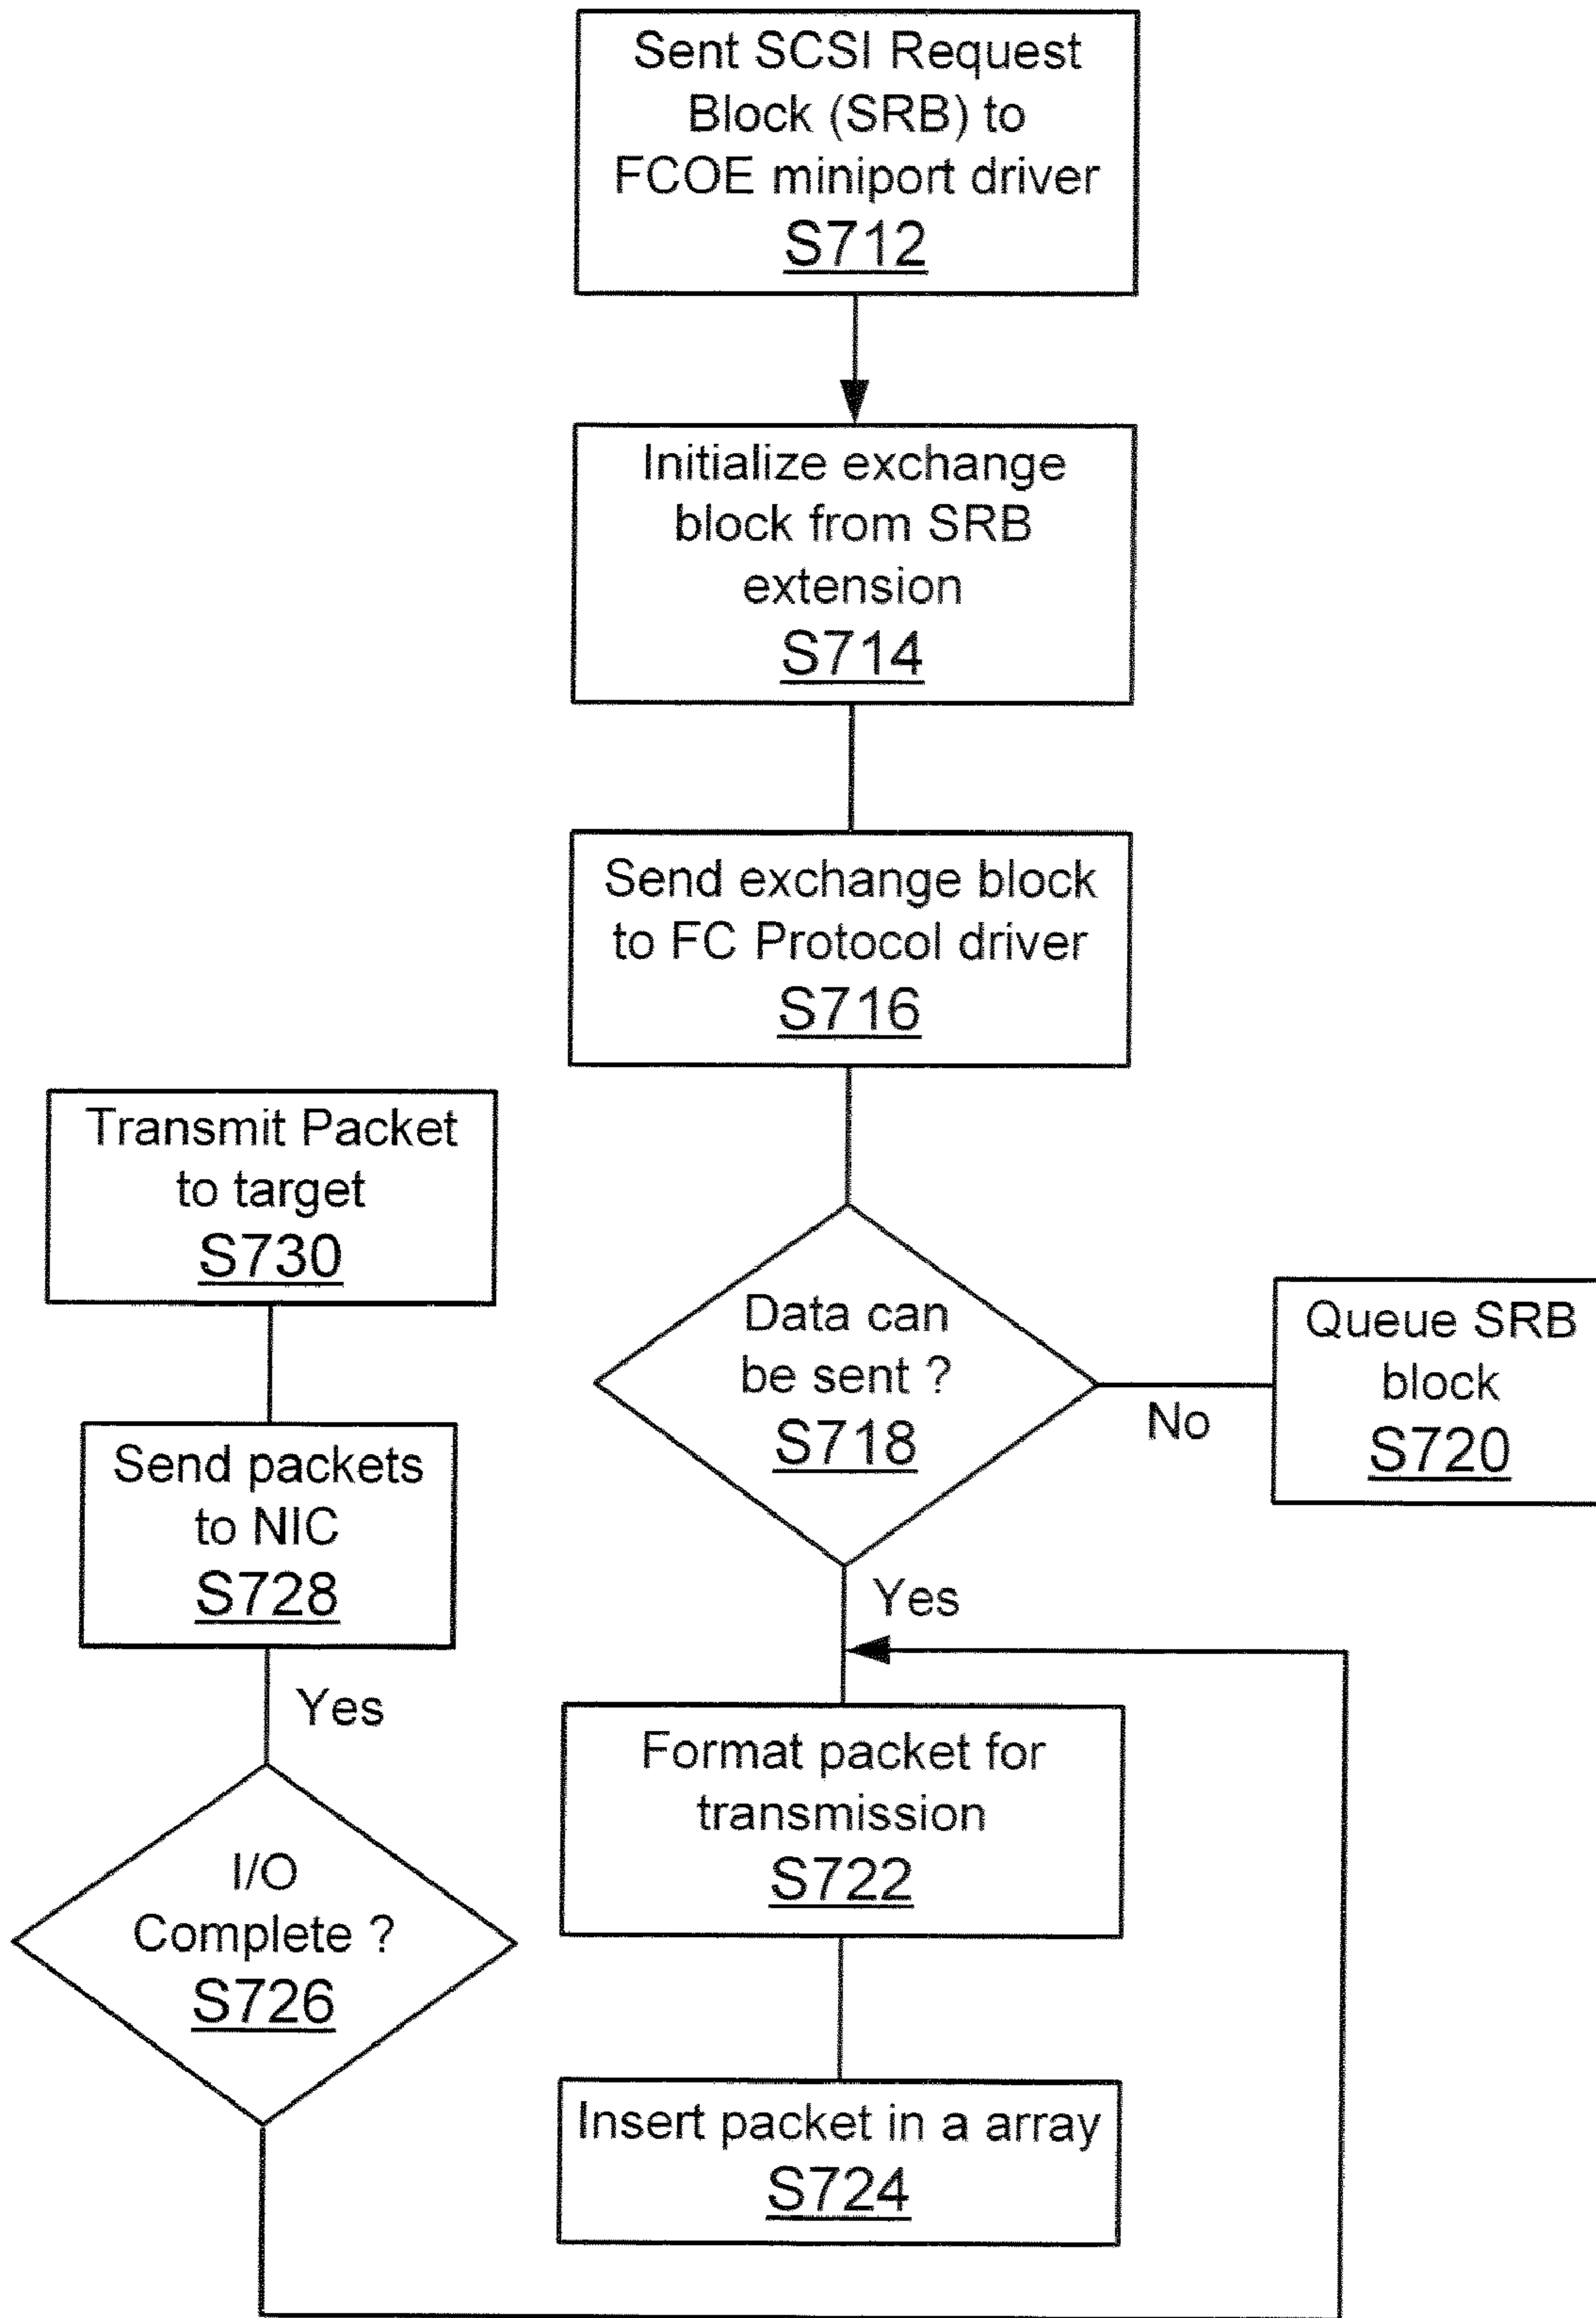 Sent SCSI Request
Block (SRB) to
FCOE miniport driver
S712
Initialize exchange
block from SRB
extension
S714
Send exchange block
to FC Protocol driver
S716
Data can
be sent ?
S718
No
Queue SRB
block
S720
Yes
Format packet for
transmission
S722
Insert packet in a array
S724
I/O
Complete ?
S726
Yes
Send packets
to NIC
S728
Transmit Packet
to target
S730